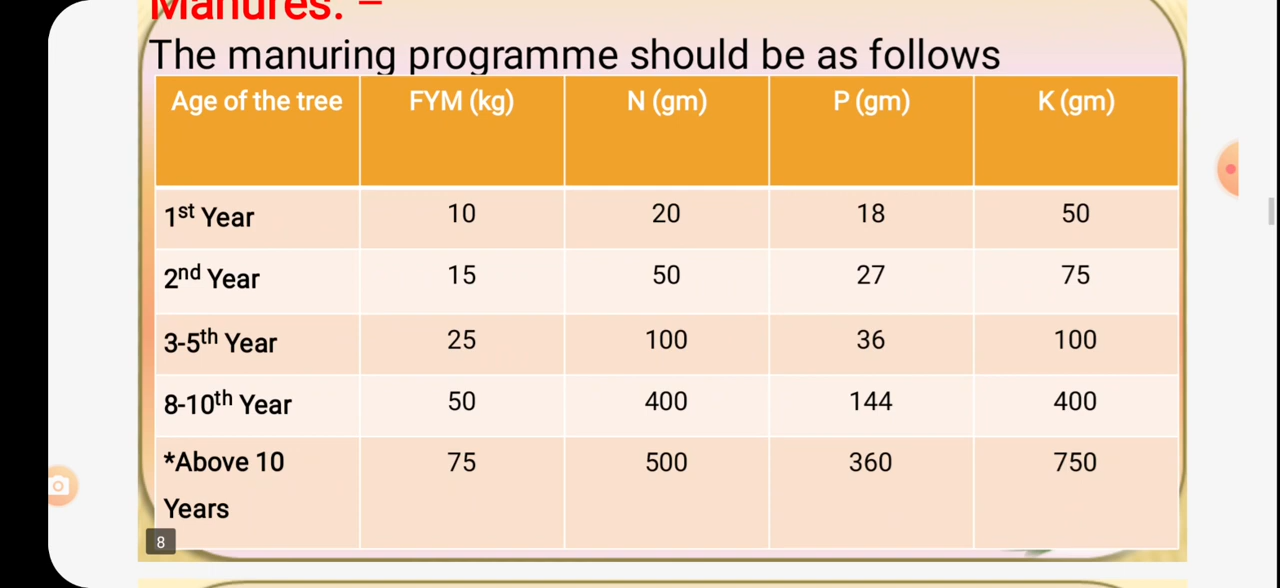 Manures: –
The manuring programme should be as follows
Age of the tree FYM (kg) N (gm) P (gm) K (gm)
1st Year 10 20 18 50
2nd Year 15 50 27 75
3-5th Year 25 100 36 100
8-10th Year 50 400 144 400
*Above 10 75 500 360 750
Years
8